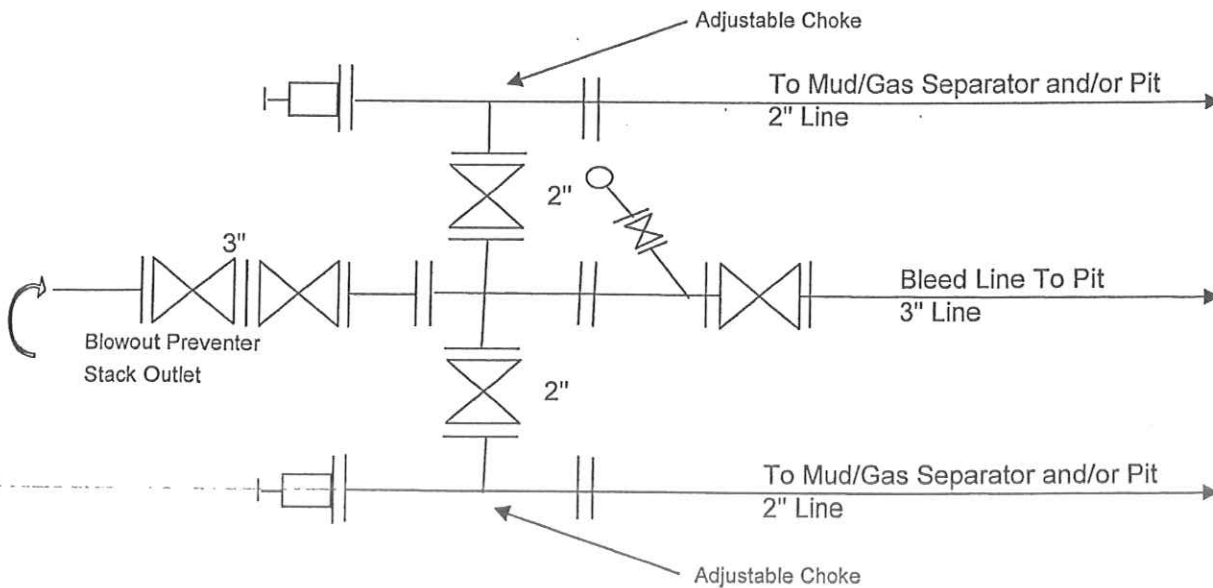 Adjustable Choke
To Mud/Gas Separator and/or Pit
2" Line
2"
3"
Bleed Line To Pit
3" Line
Blowout Preventer
Stack Outlet
2"
To Mud/Gas Separator and/or Pit
2" Line
Adjustable Choke